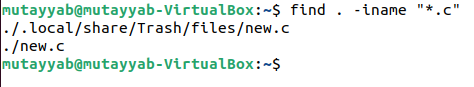 mutayyab@mutayyab-VirtualBox:~$ find . -iname "*.c"
./.local/share/Trash/files/new.c
./new.c
mutayyab@mutayyab-VirtualBox:~$